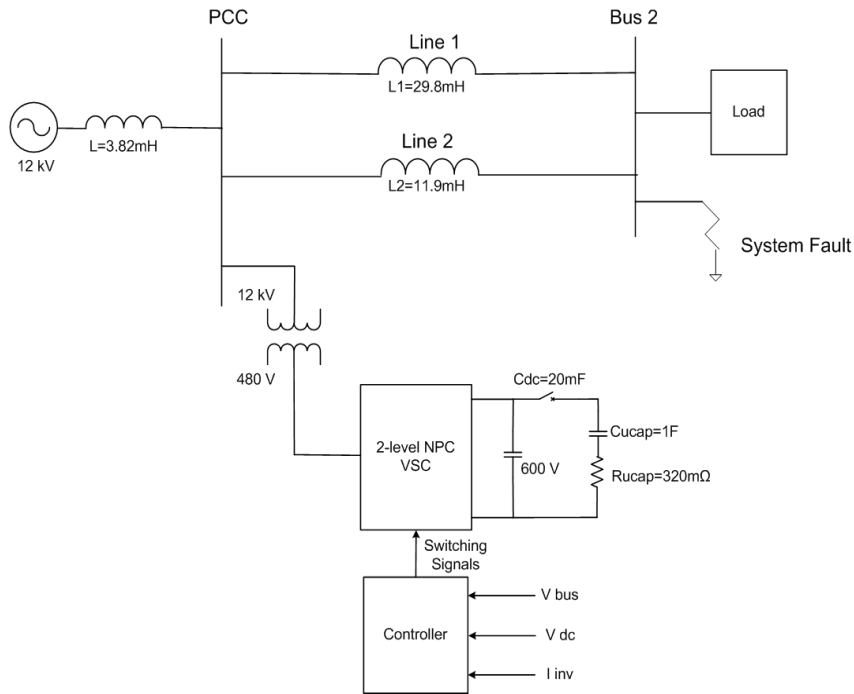 PCC
Bus 2
Line 1
L1=29.8mH
Load
L=3.82mH
12 kV
Line 2
L2=11.9mH
System Fault
12 kV
480 V
Cdc=20mF
2-level NPC
VSC
600 V
Cucap=1F
Rucap=320mΩ
Switching
Signals
Controller
V bus
V dc
I inv